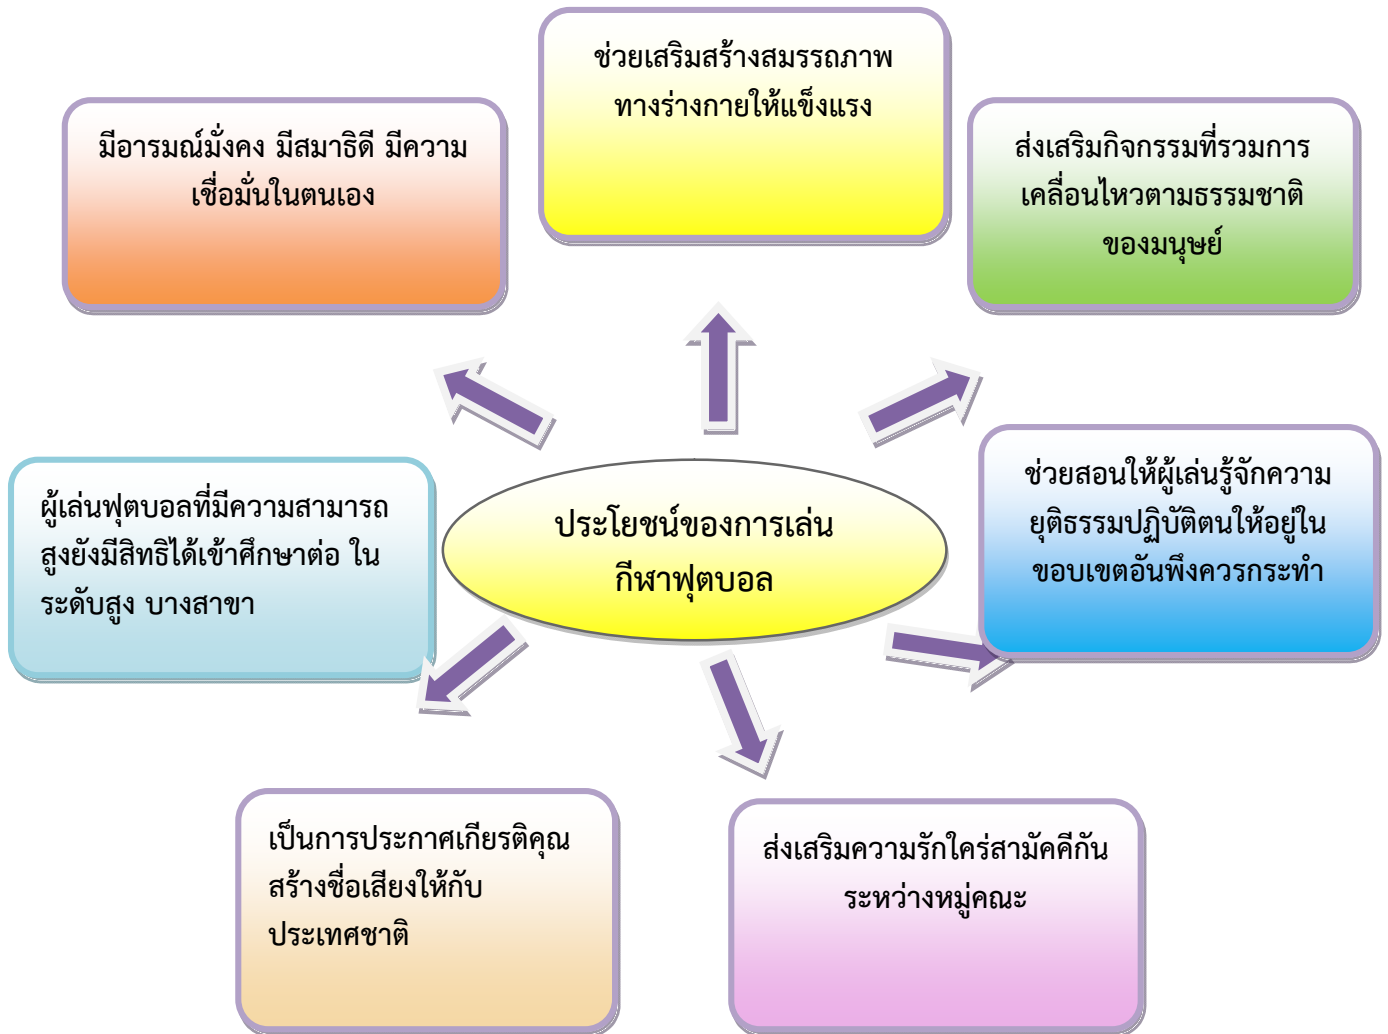 ช่วยเสริมสร้างสมรรถภาพ
ทางร่างกายให้แข็งแรง
มีอารมณ์มั่งคง มีสมาธิดี มีความ
เชื่อมั่นในตนเอง
ส่งเสริมกิจกรรมที่รวมการ
เคลื่อนไหวตามธรรมชาติ
ของมนุษย์
ผู้เล่นฟุตบอลที่มีความสามารถ
สูงยังมีสิทธิได้เข้าศึกษาต่อ ใน
ระดับสูง บางสาขา
ประโยชน์ของการเล่น
กีฬาฟุตบอล
ช่วยสอนให้ผู้เล่นรู้จักความ
ยุติธรรมปฏิบัติตนให้อยู่ใน
ขอบเขตอันพึงควรกระทำ
เป็นการประกาศเกียรติคุณ
สร้างชื่อเสียงให้กับ
ประเทศชาติ
ส่งเสริมความรักใคร่สามัคคีกัน
ระหว่างหมู่คณะ